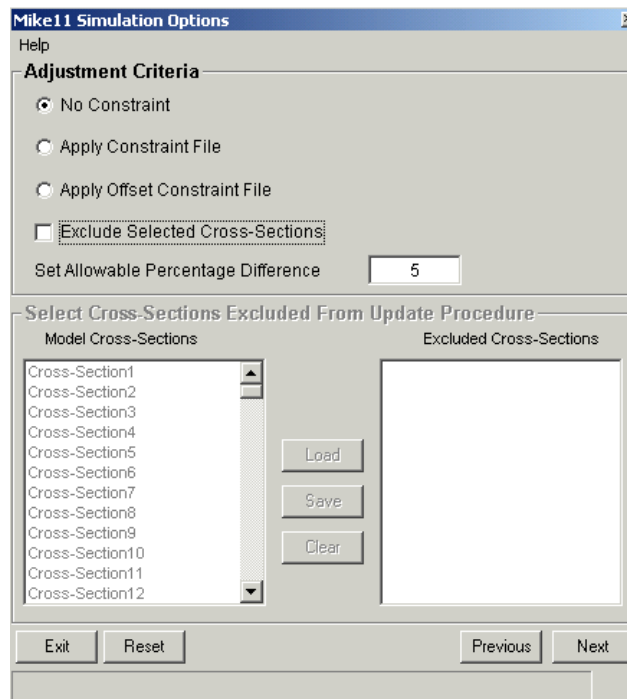 Mike11 Simulation Options
Help
Adjustment Criteria
No Constraint
Apply Constraint File
Apply Offset Constraint File
Exclude Selected Cross-Sections
Set Allowable Percentage Difference 5
Select Cross-Sections Excluded From Update Procedure
Model Cross-Sections Excluded Cross-Sections
Cross-Section1
Cross-Section2
Cross-Section3
Cross-Section4
Cross-Section5
Cross-Section6
Cross-Section7
Cross-Section8
Cross-Section9
Cross-Section10
Cross-Section11
Cross-Section12
Load
Save
Clear
Exit Reset Previous Next